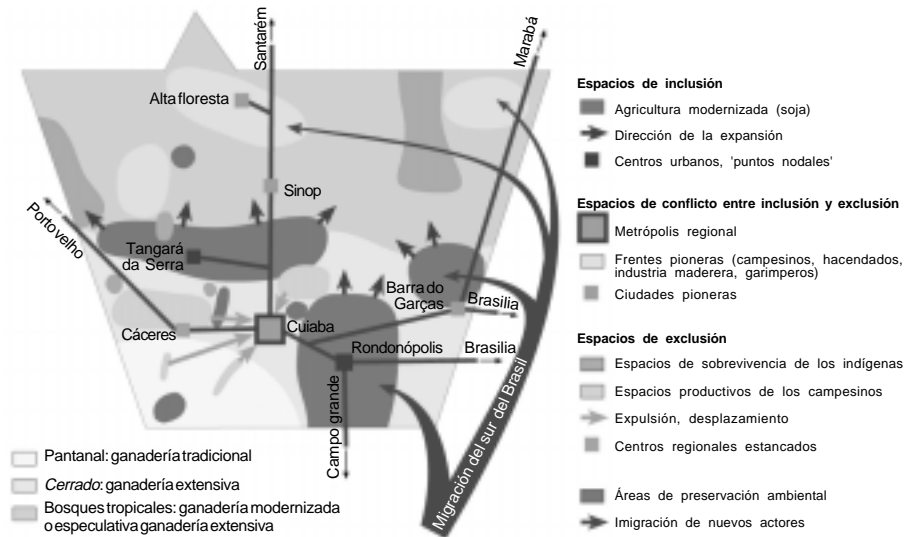 Santarém
Marabá
Alta floresta
Sinop
Porto velho
Tangará
da Serra
Barra do
Garças
Brasilia
Cáceres
Cuiaba
Rondonópolis
Brasilia
Campo grande
Migración del sur del Brasil
Pantanal: ganadería tradicional
Cerrado: ganadería extensiva
Bosques tropicales: ganadería modernizada
o especulativa ganadería extensiva
Espacios de inclusión
Agricultura modernizada (soja)
Dirección de la expansión
Centros urbanos, 'puntos nodales'
Espacios de conflicto entre inclusión y exclusión
Metrópolis regional
Frentes pioneras (campesinos, hacendados,
industria maderera, garimperos)
Ciudades pioneras
Espacios de exclusión
Espacios de sobrevivencia de los indígenas
Espacios productivos de los campesinos
Expulsión, desplazamiento
Centros regionales estancados
Áreas de preservación ambiental
Imigración de nuevos actores